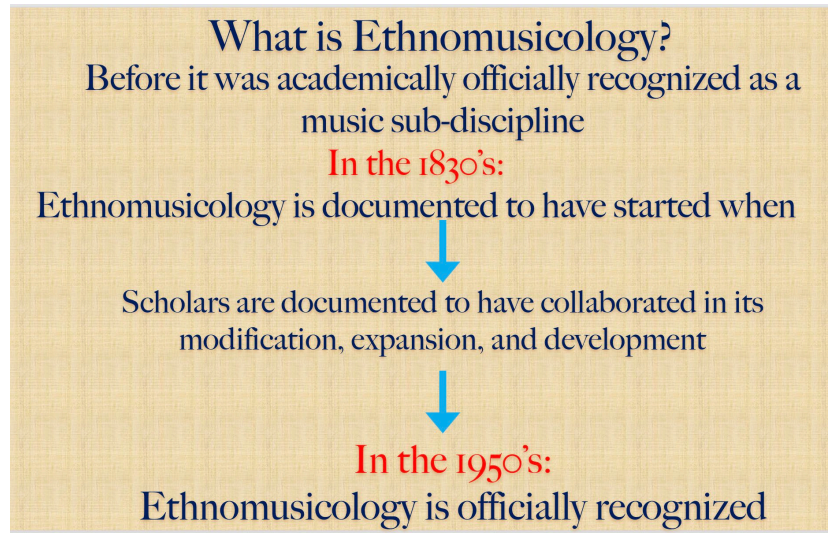 What is Ethnomusicology?
Before it was academically officially recognized as a
music sub-discipline
In the 1830's:
Ethnomusicology is documented to have started when
Scholars are documented to have collaborated in its
modification, expansion, and development
In the 1950's:
Ethnomusicology is officially recognized